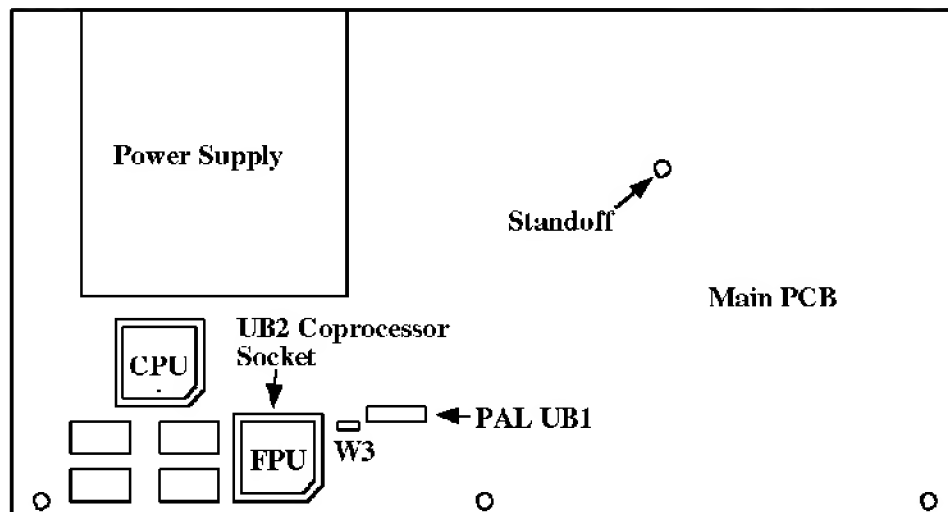 Power Supply
Standoff
Main PCB
UB2 Coprocessor
Socket
CPU
PAL UB1
W3
FPU